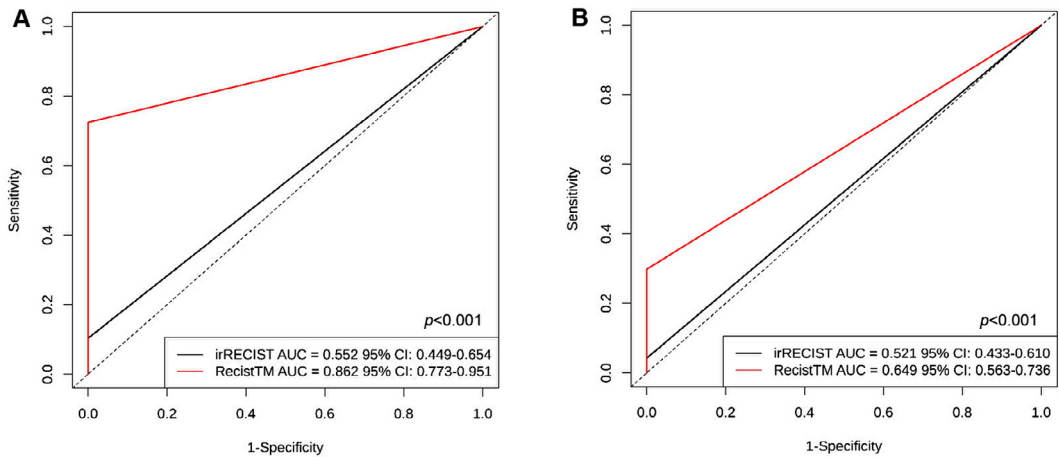 A
1.0
0.8
0.6
0.4
0.2
0.0
Sensitivity
p<0.001
irRECIST AUC = 0.552 95% CI: 0.449-0.654
RecistTM AUC = 0.862 95% CI: 0.773-0.951
0.0 0.2 0.4 0.6 0.8 1.0
1-Specificity
B
1.0
0.8
0.6
0.4
0.2
0.0
Sensitivity
p<0.001
irRECIST AUC = 0.521 95% CI: 0.433-0.610
RecistTM AUC = 0.649 95% CI: 0.563-0.736
0.0 0.2 0.4 0.6 0.8 1.0
1-Specificity